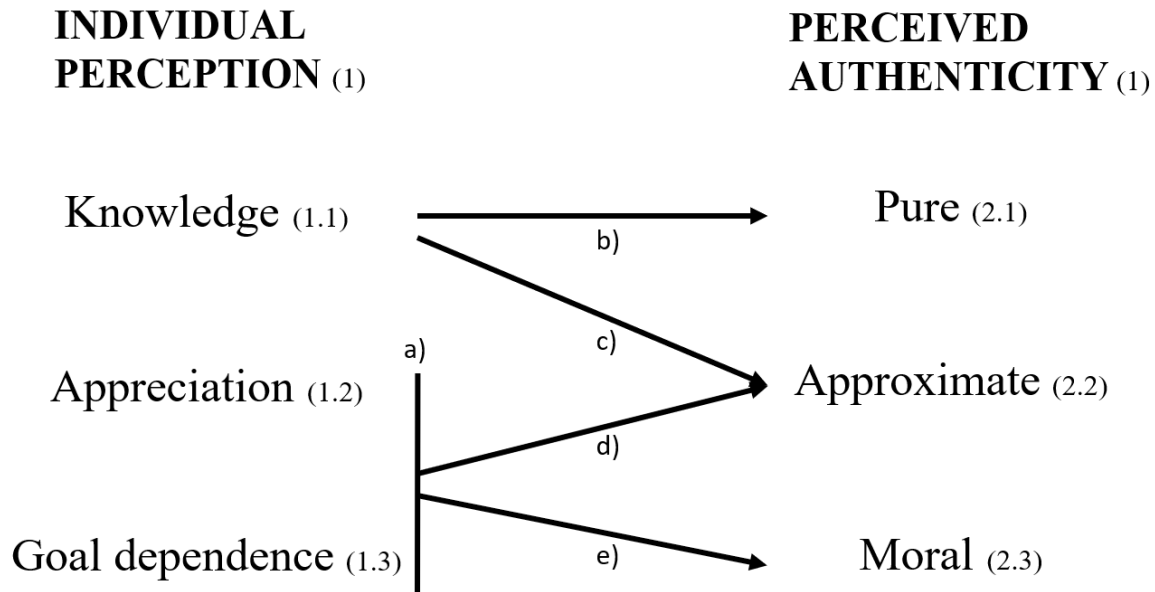 INDIVIDUAL
PERCEPTION (1)
PERCEIVED
AUTHENTICITY (1)
Knowledge (1.1)
b)
Pure (2.1)
c)
a)
Appreciation (1.2)
Approximate (2.2)
d)
Goal dependence (1.3)
e)
Moral (2.3)